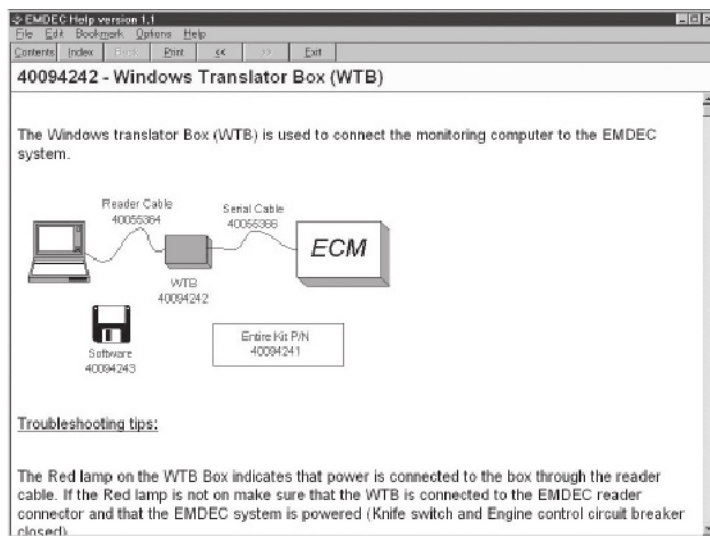 EMDEC Help version 1.1
File Edit Bookmark Options Help
Contents Index Back Print << >> Exit
40094242 - Windows Translator Box (WTB)
The Windows translator Box (WTB) is used to connect the monitoring computer to the EMDEC
system.
Reader Cable
40055364
Serial Cable
40055366
ECM
WTB
40094242
Software
40094243
Entire Kit P/N
40094241
Troubleshooting tips:
The Red lamp on the WTB Box indicates that power is connected to the box through the reader
cable. If the Red lamp is not on make sure that the WTB is connected to the EMDEC reader
connector and that the EMDEC system is powered (Knife switch and Engine control circuit breaker
closed)